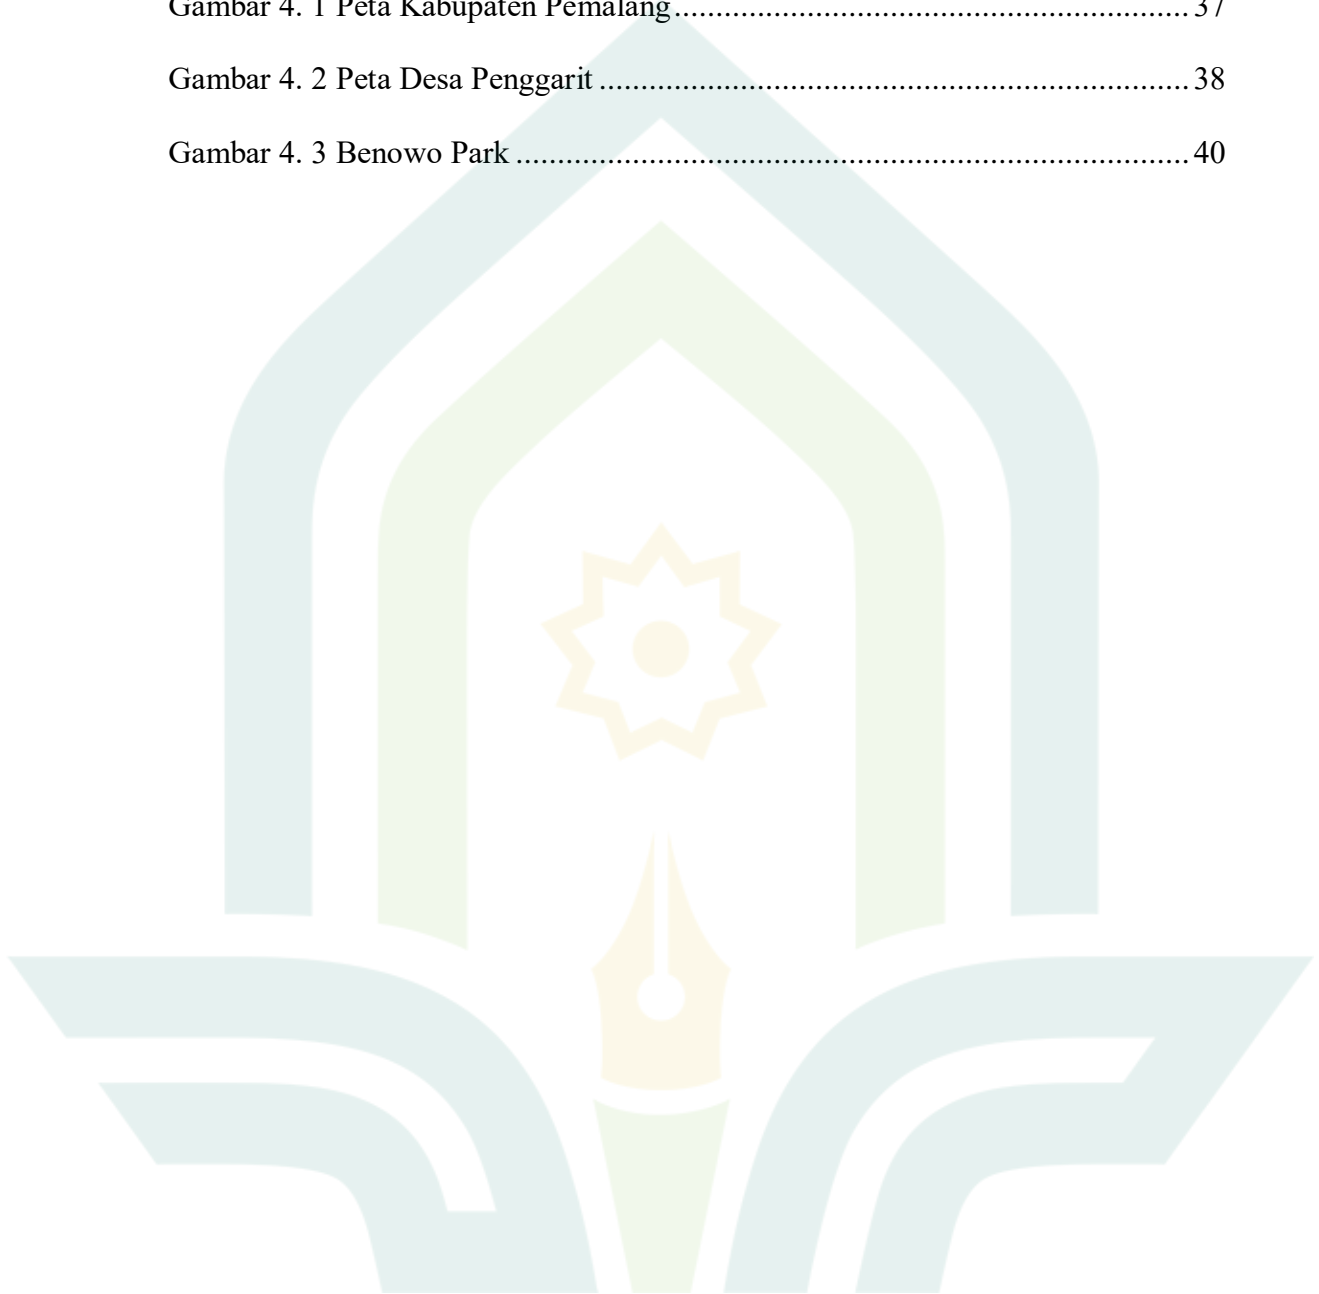 Gambar 4. 1 Peta Kabupaten Pemalang.................................................................. 37
Gambar 4. 2 Peta Desa Penggarit ........................................................................... 38
Gambar 4. 3 Benowo Park ..................................................................................... 40